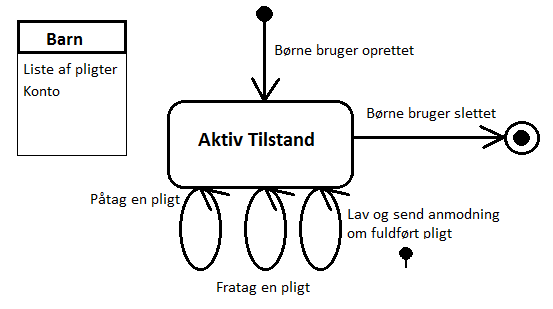 Barn
Liste af pligter
Konto
Børne bruger oprettet
Børne bruger slettet
Aktiv Tilstand
Påtag en pligt
Lav og send anmodning
om fuldført pligt
Fratag en pligt